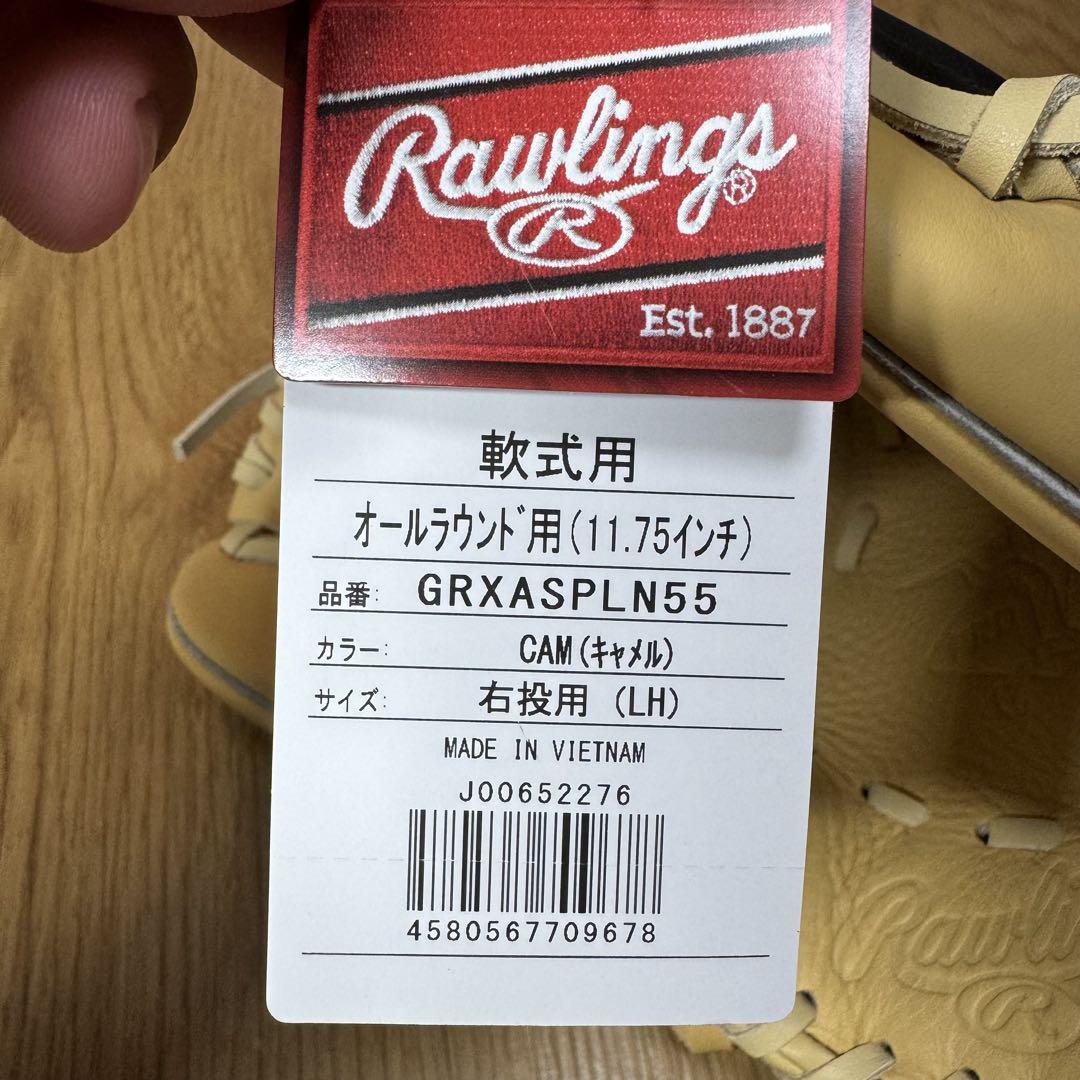 Rawlings®
R
Est. 1887
軟式用
オールラウンド用(11.75インチ)
品番: GRXASPLN55
カラー: CAM(キャメル)
サイズ: 右投用 (LH)
MADE IN VIETNAM
J00652276
4580567709678
Rawli
R